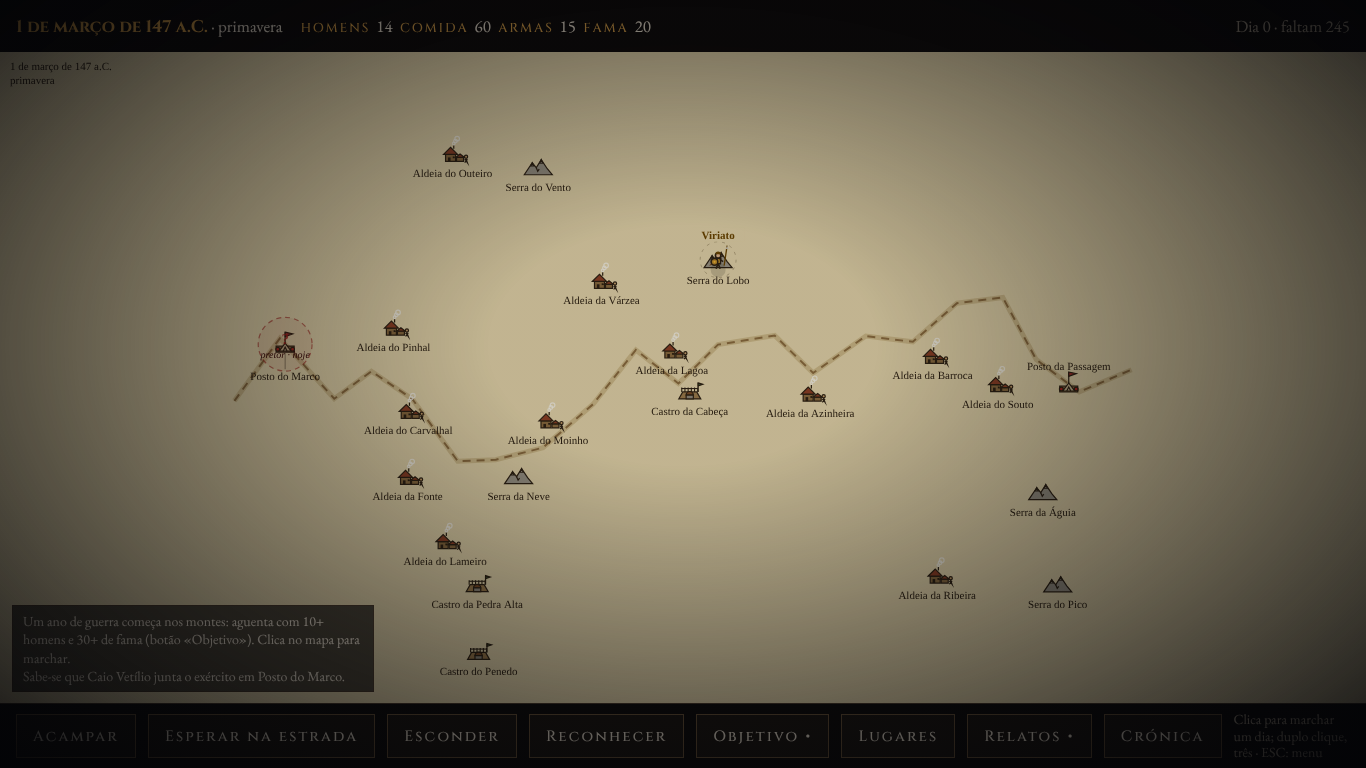 1 DE MARÇO DE 147 A.C. · primavera HOMENS 14 COMIDA 60 ARMAS 15 FAMA 20 Dia 0 · faltam 245
1 de março de 147 a.C.
primavera
Aldeia do Outeiro
Serra do Vento
Viriato
Serra do Lobo
Aldeia da Várzea
Aldeia do Pinhal
pretor · hoje
Posto do Marco
Aldeia da Lagoa
Posto da Passagem
Aldeia da Barroca
Aldeia do Souto
Castro da Cabeça
Aldeia da Azinheira
Aldeia do Carvalhal
Aldeia do Moinho
Aldeia da Fonte
Serra da Neve
Serra da Águia
Aldeia do Lameiro
Aldeia da Ribeira
Castro da Pedra Alta
Serra do Pico
Castro do Penedo
Um ano de guerra começa nos montes: aguenta com 10+
homens e 30+ de fama (botão «Objetivo»). Clica no mapa para
marchar.
Sabe-se que Caio Vetílio junta o exército em Posto do Marco.
ACAMPAR
ESPERAR NA ESTRADA
ESCONDER
RECONHECER
OBJETIVO •
LUGARES
RELATOS •
CRÓNICA
Clica para marchar
um dia; duplo clique,
três · ESC: menu